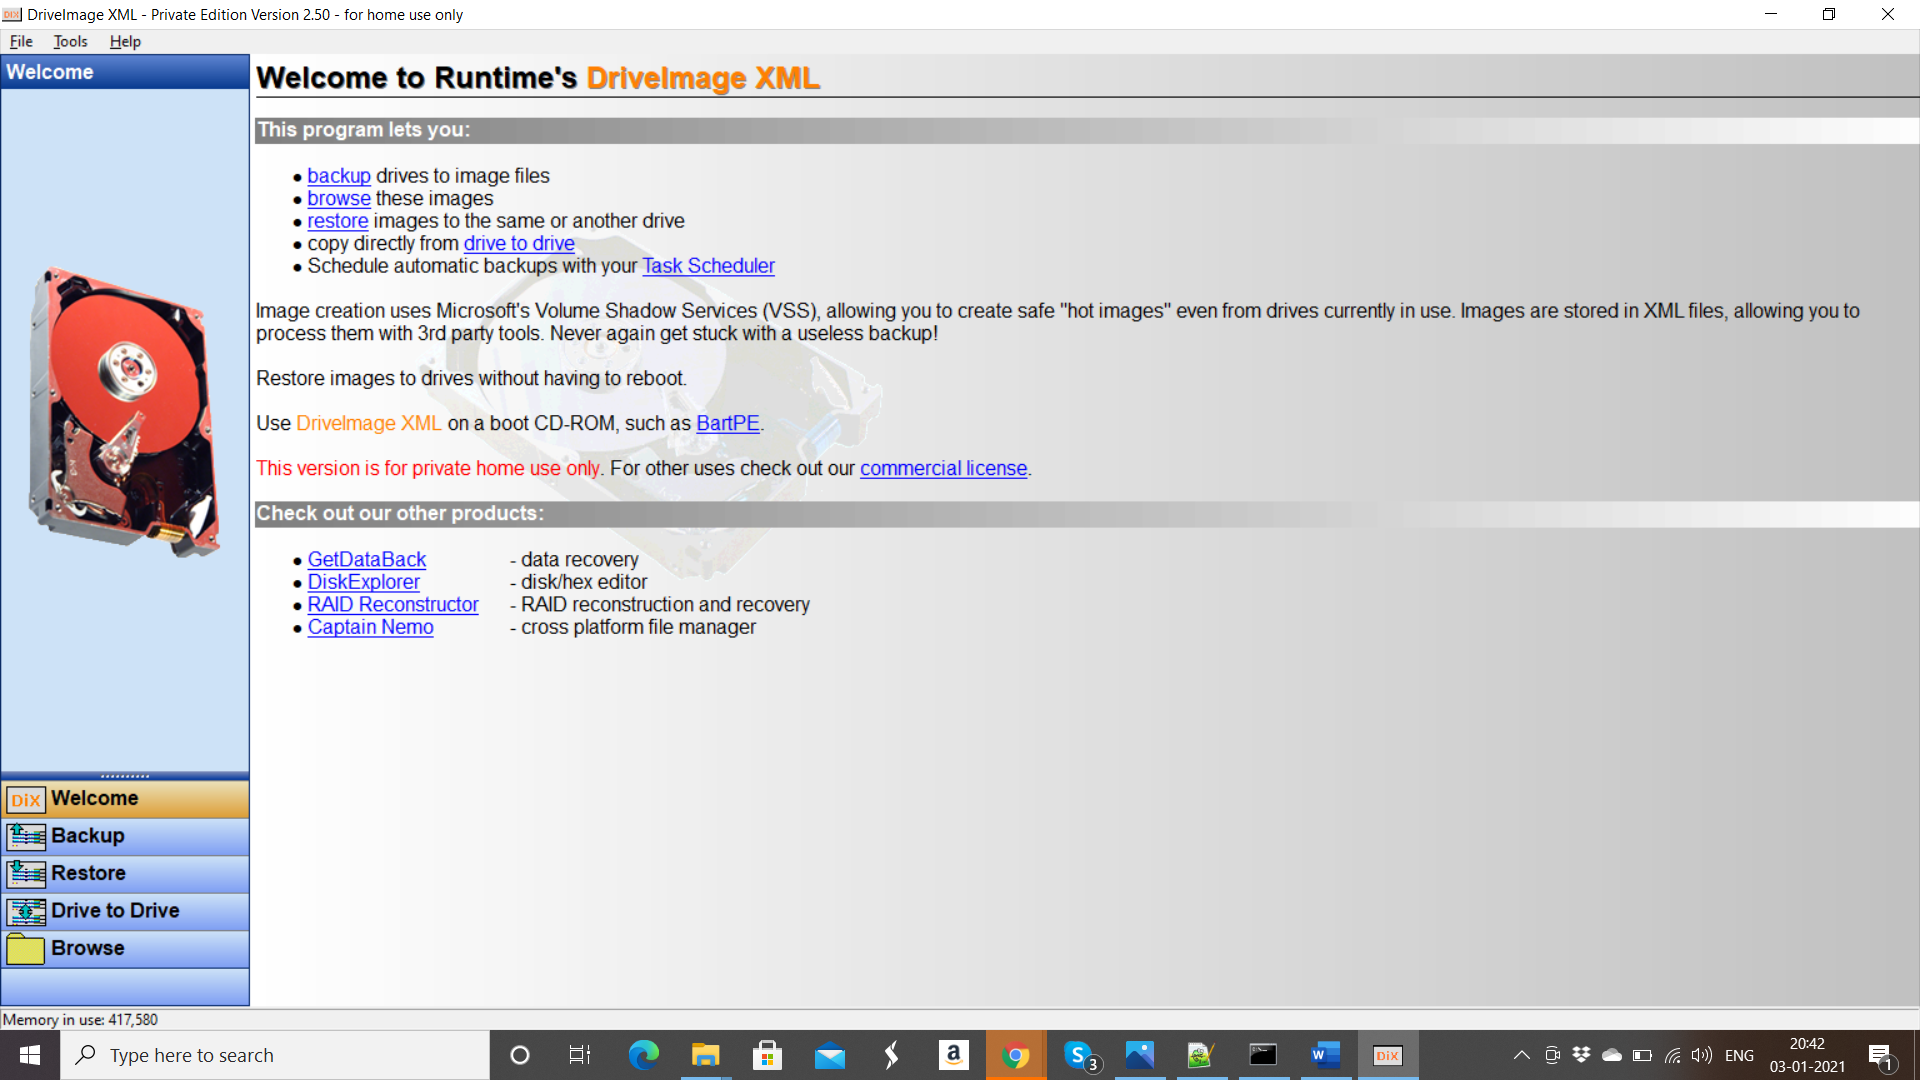 DriveImage XML - Private Edition Version 2.50 - for home use only
File Tools Help
Welcome
Welcome to Runtime's DriveImage XML
This program lets you:
• backup drives to image files
• browse these images
• restore images to the same or another drive
• copy directly from drive to drive
• Schedule automatic backups with your Task Scheduler
Image creation uses Microsoft's Volume Shadow Services (VSS), allowing you to create safe "hot images" even from drives currently in use. Images are stored in XML files, allowing you to
process them with 3rd party tools. Never again get stuck with a useless backup!
Restore images to drives without having to reboot.
Use DriveImage XML on a boot CD-ROM, such as BartPE.
This version is for private home use only. For other uses check out our commercial license.
Check out our other products:
• GetDataBack - data recovery
• DiskExplorer - disk/hex editor
• RAID Reconstructor - RAID reconstruction and recovery
• Captain Nemo - cross platform file manager
DiX Welcome
Backup
Restore
Drive to Drive
Browse
Memory in use: 417,580
Type here to search
a
S 3
W
DiX
ENG
20:42
03-01-2021
1